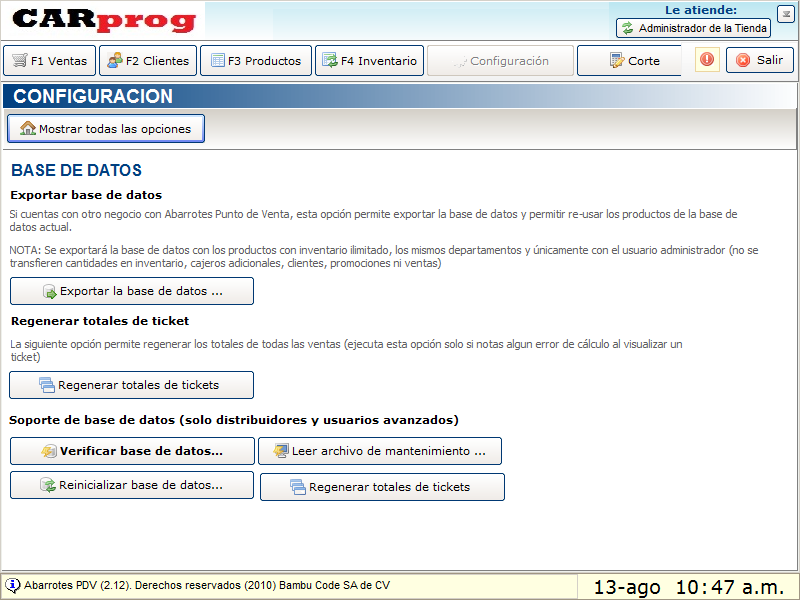 CARprog
Le atiende:
Administrador de la Tienda
F1 Ventas
F2 Clientes
F3 Productos
F4 Inventario
Configuración
Corte
Salir
CONFIGURACION
Mostrar todas las opciones
BASE DE DATOS
Exportar base de datos
Si cuentas con otro negocio con Abarrotes Punto de Venta, esta opción permite exportar la base de datos y permitir re-usar los productos de la base de
datos actual.
NOTA: Se exportará la base de datos con los productos con inventario ilimitado, los mismos departamentos y únicamente con el usuario administrador (no se
transfieren cantidades en inventario, cajeros adicionales, clientes, promociones ni ventas)
Exportar la base de datos ...
Regenerar totales de ticket
La siguiente opción permite regenerar los totales de todas las ventas (ejecuta esta opción solo si notas algun error de cálculo al visualizar un
ticket)
Regenerar totales de tickets
Soporte de base de datos (solo distribuidores y usuarios avanzados)
Verificar base de datos...
Leer archivo de mantenimiento ...
Reinicializar base de datos...
Regenerar totales de tickets
Abarrotes PDV (2.12). Derechos reservados (2010) Bambu Code SA de CV
13-ago 10:47 a.m.